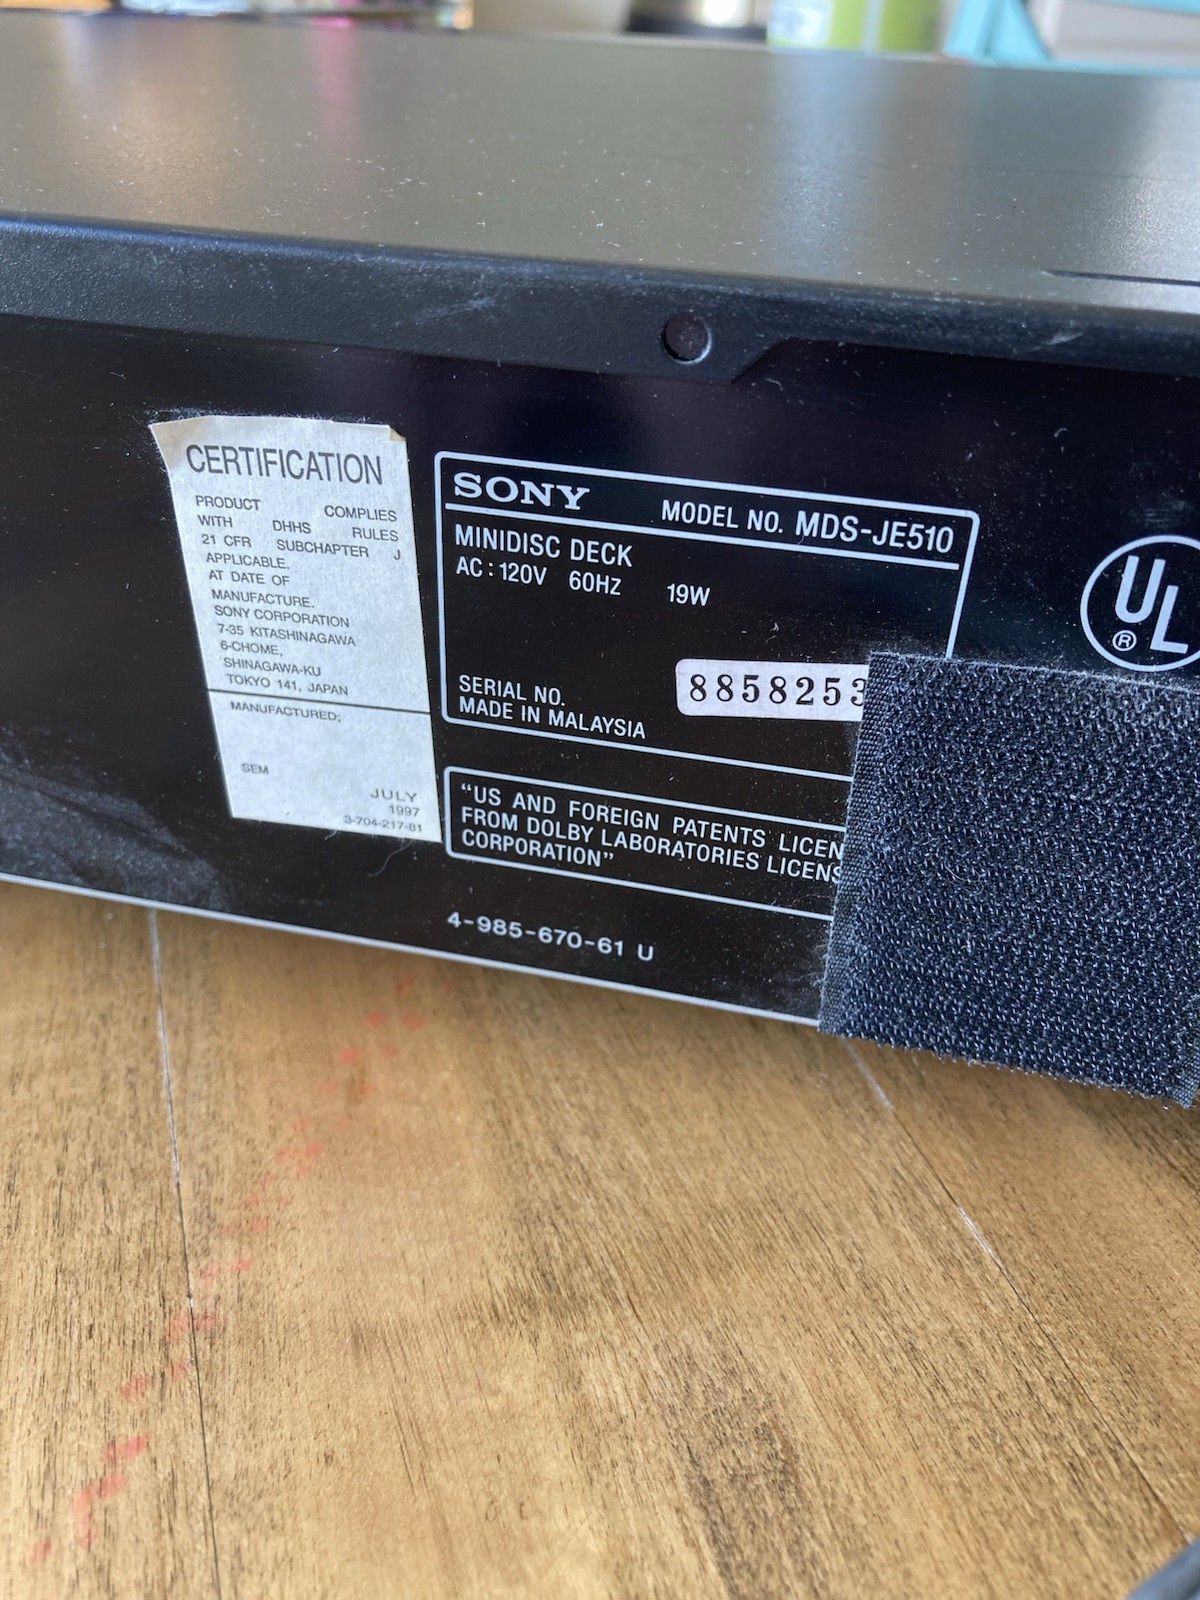 CERTIFICATION
PRODUCT COMPLIES
WITH DHHS RULES
21 CFR SUBCHAPTER J
APPLICABLE.
AT DATE OF
MANUFACTURE.
SONY CORPORATION
7-35 KITASHINAGAWA
6-CHOME,
SHINAGAWA-KU
TOKYO 141, JAPAN
MANUFACTURED;
SEM
JULY
1997
3-704-217-81
SONY MODEL NO. MDS-JE510
MINIDISC DECK
AC : 120V 60HZ 19W
SERIAL NO. 8858253
MADE IN MALAYSIA
"US AND FOREIGN PATENTS LICEN
FROM DOLBY LABORATORIES LICENS
CORPORATION"
4-985-670-61 U
UL
®